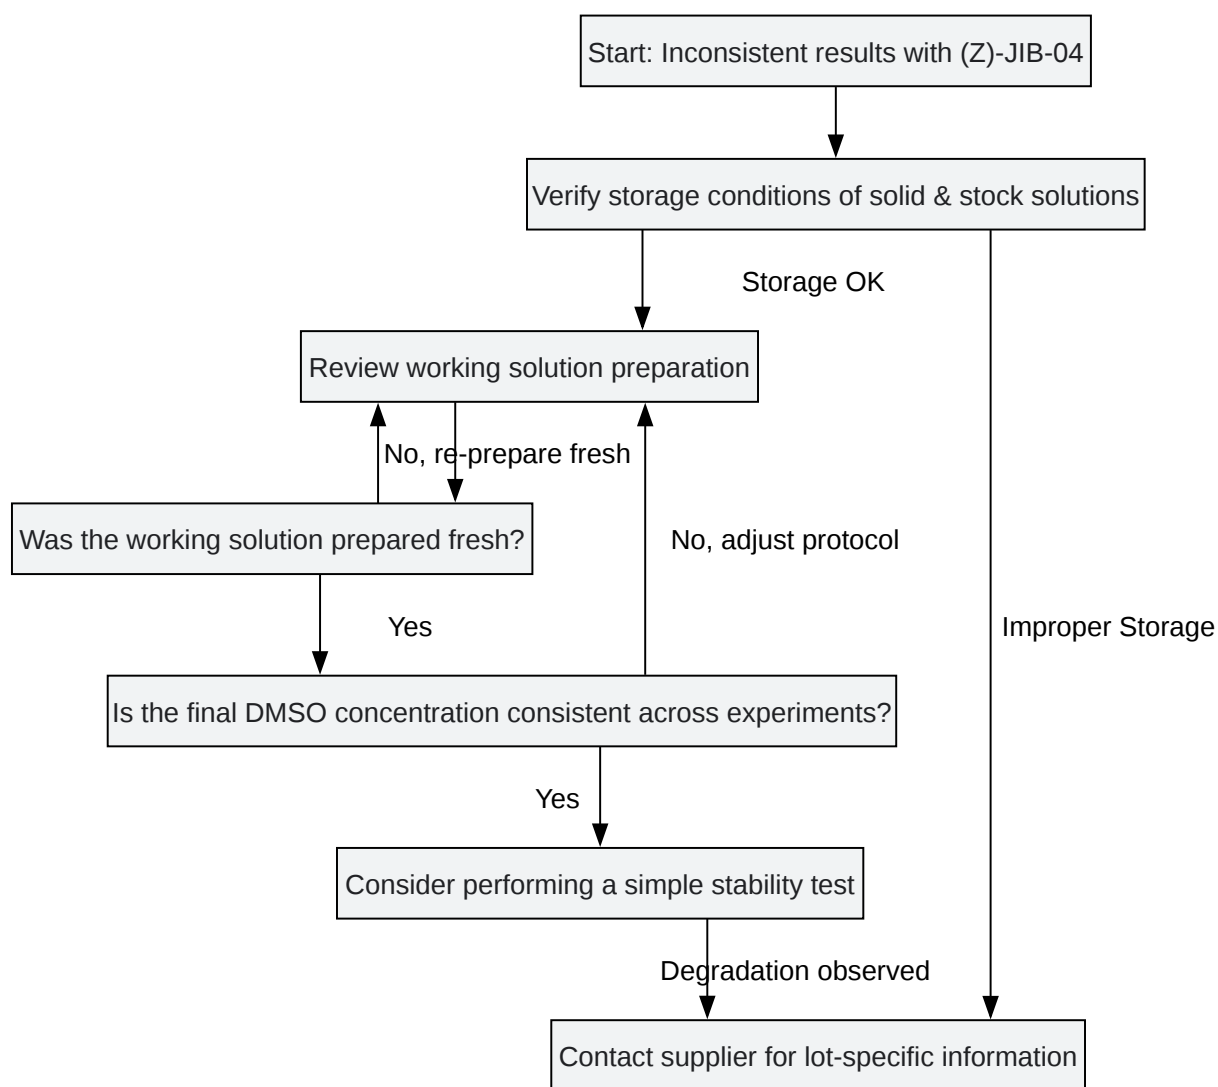 Start: Inconsistent results with (Z)-JIB-04
Verify storage conditions of solid & stock solutions
Storage OK
Review working solution preparation
No, re-prepare fresh
Was the working solution prepared fresh?
No, adjust protocol
Yes
Improper Storage
Is the final DMSO concentration consistent across experiments?
Yes
Consider performing a simple stability test
Degradation observed
Contact supplier for lot-specific information